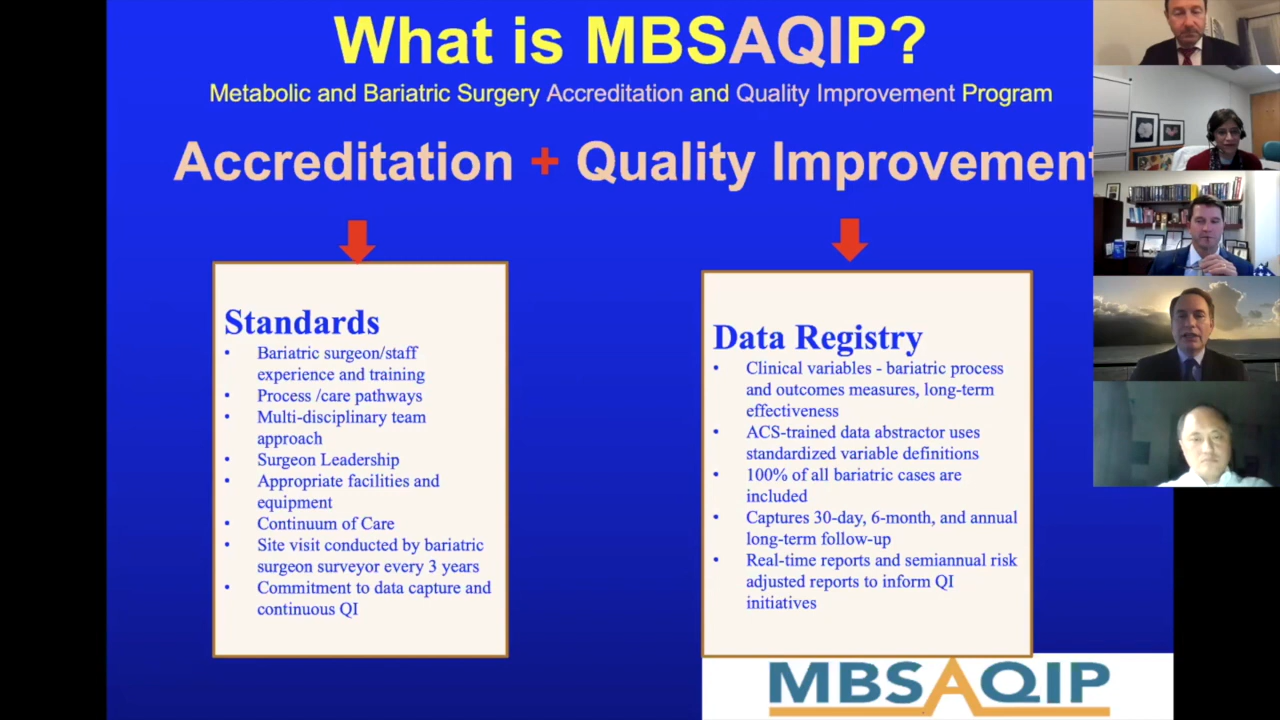 What is MBSAQIP?
Metabolic and Bariatric Surgery Accreditation and Quality Improvement Program
Accreditation + Quality Improvement
Standards
• Bariatric surgeon/staff
experience and training
• Process /care pathways
• Multi-disciplinary team
approach
• Surgeon Leadership
• Appropriate facilities and
equipment
• Continuum of Care
• Site visit conducted by bariatric
surgeon surveyor every 3 years
• Commitment to data capture and
continuous QI
Data Registry
• Clinical variables - bariatric process
and outcomes measures, long-term
effectiveness
• ACS-trained data abstractor uses
standardized variable definitions
• 100% of all bariatric cases are
included
• Captures 30-day, 6-month, and annual
long-term follow-up
• Real-time reports and semiannual risk
adjusted reports to inform QI
initiatives
MBSAQIP